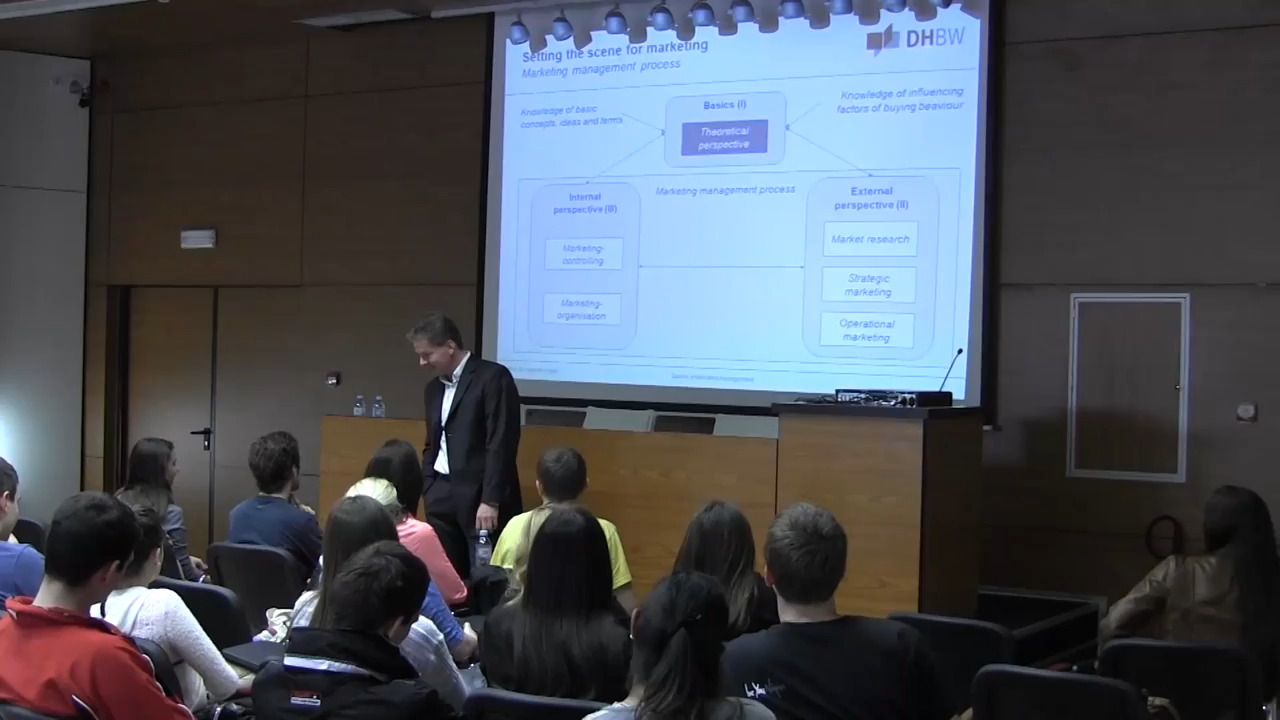 Setting the scene for marketing
Marketing management process
DHBW
Knowledge of basic
concepts, ideas and terms
Basics (I)
Theoretical
perspective
Knowledge of influencing
factors of buying beaviour
Marketing management process
Internal
perspective (III)
Marketing-
controlling
Marketing-
organisation
External
perspective (II)
Market research
Strategic
marketing
Operational
marketing